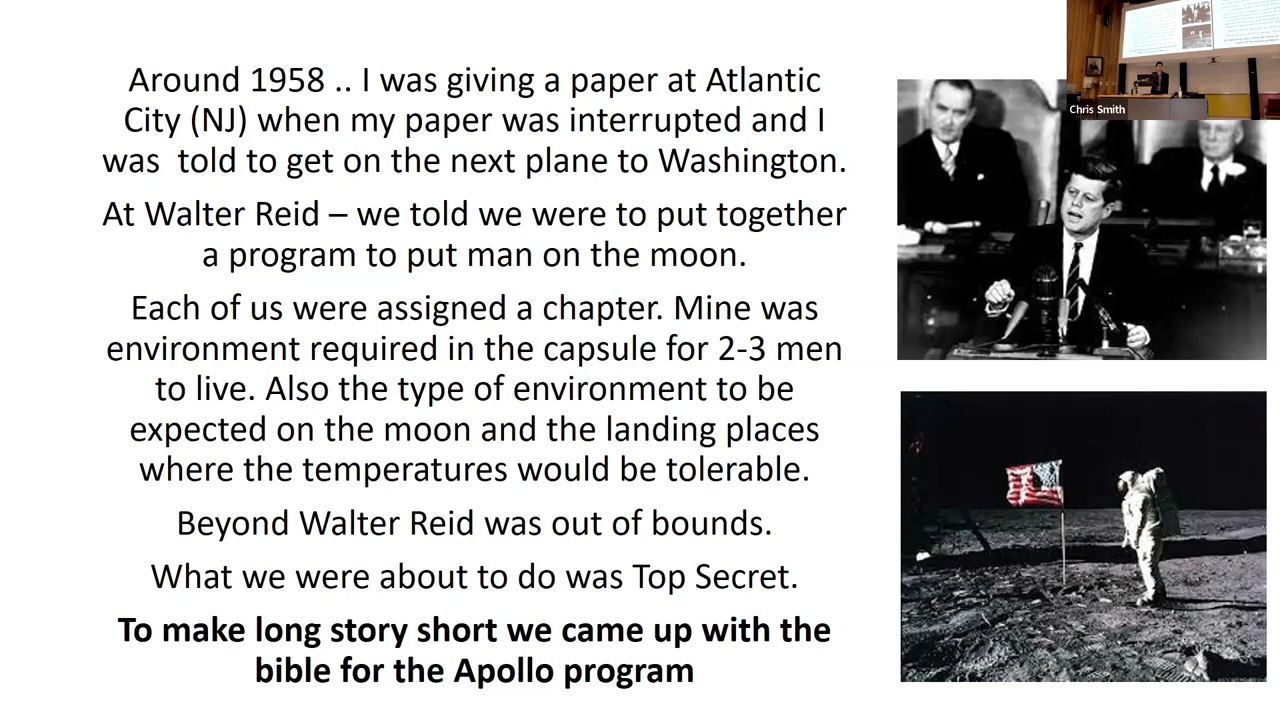 Around 1958 .. I was giving a paper at Atlantic
City (NJ) when my paper was interrupted and I
was  told to get on the next plane to Washington.
At Walter Reid – we told we were to put together
a program to put man on the moon.
Each of us were assigned a chapter. Mine was
environment required in the capsule for 2-3 men
to live. Also the type of environment to be
expected on the moon and the landing places
where the temperatures would be tolerable.
Beyond Walter Reid was out of bounds.
What we were about to do was Top Secret.
To make long story short we came up with the
bible for the Apollo program
Chris Smith